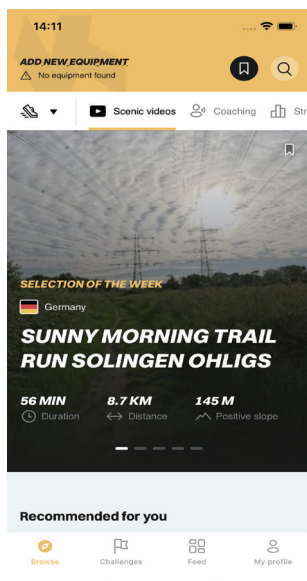 14:11
ADD NEW EQUIPMENT
No equipment found
Scenic videos
Coaching
Str
SELECTION OF THE WEEK
Germany
SUNNY MORNING TRAIL
RUN SOLINGEN OHLIGS
56 MIN 8.7 KM 145 M
Duration Distance Positive slope
Recommended for you
Browse Challenges Feed My profile